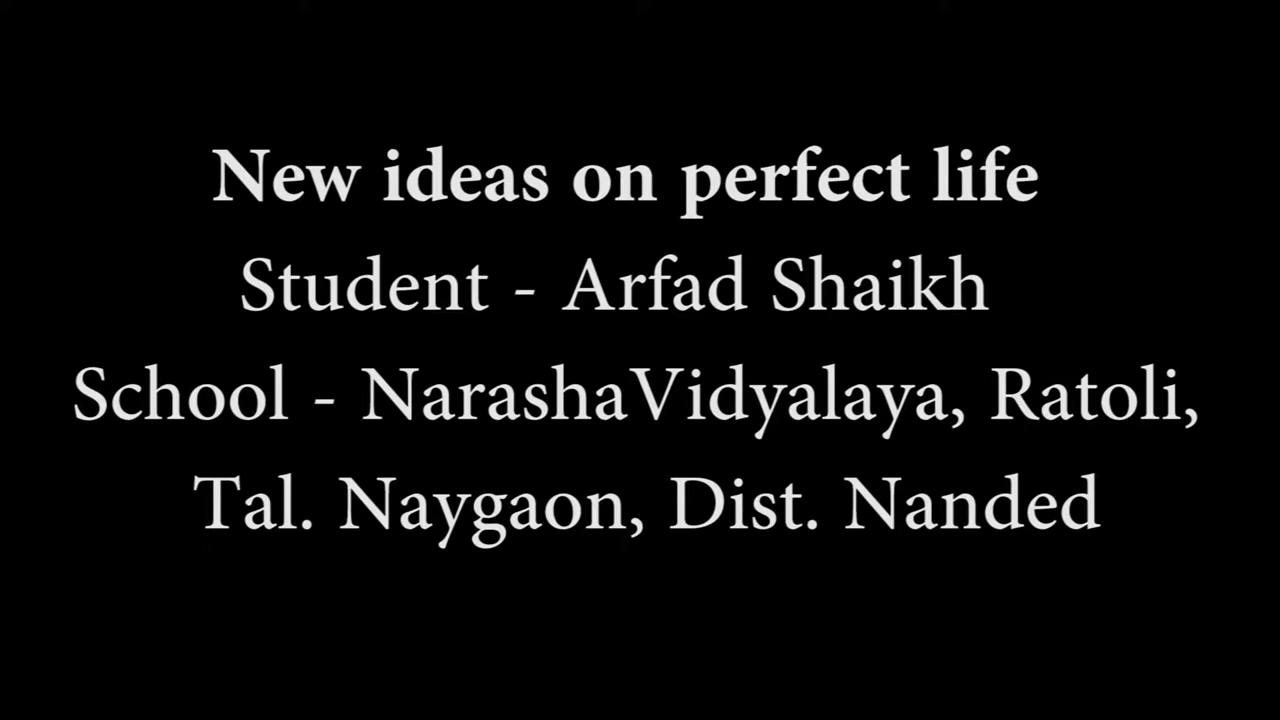 New ideas on perfect life
Student - Arfad Shaikh
School - NarashaVidyalaya, Ratoli,
Tal. Naygaon, Dist. Nanded